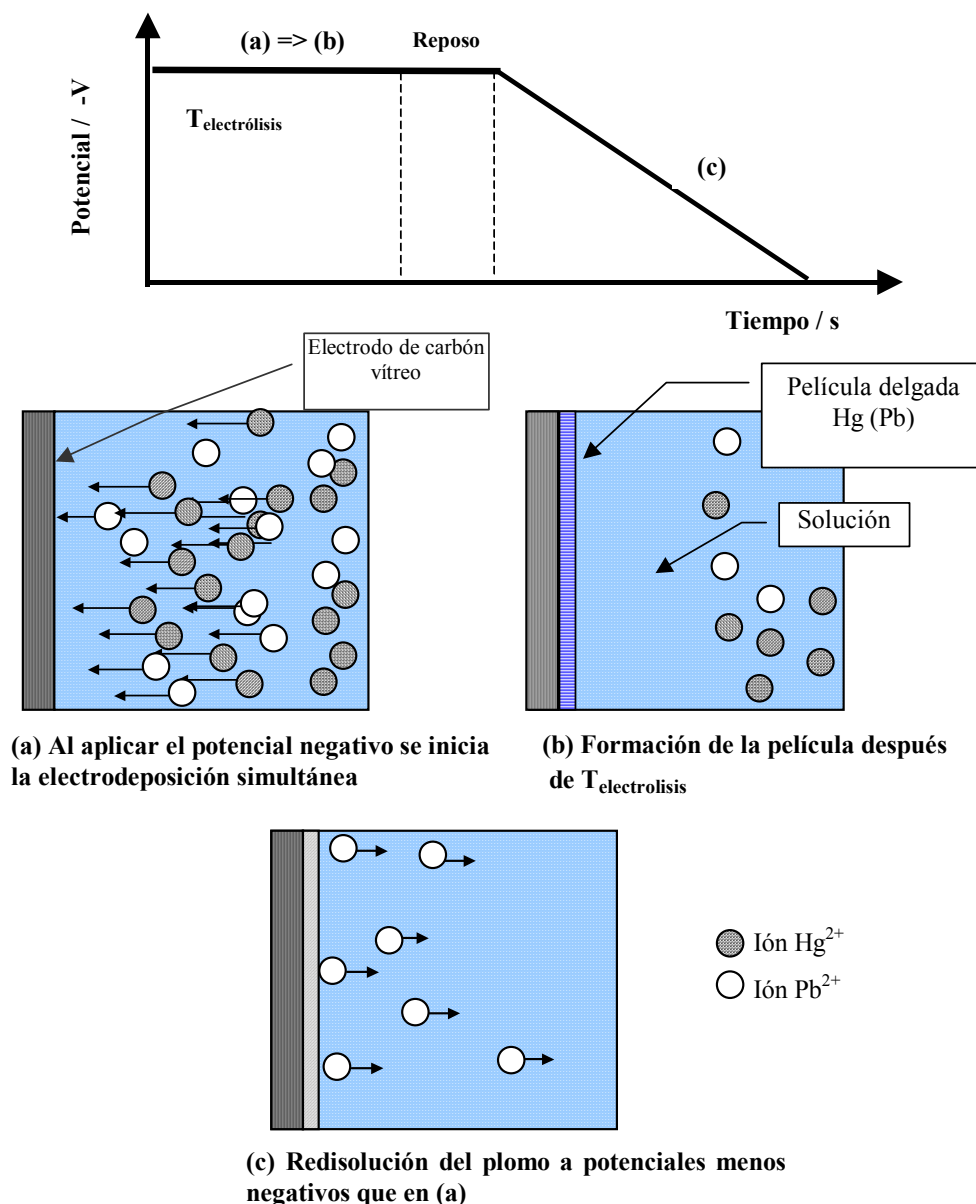 (a) => (b)
Reposo
Potencial / -V
Telectrólisis
(c)
Tiempo / s
Electrodo de carbón
vítreo
Película delgada
Hg (Pb)
Solución
(a) Al aplicar el potencial negativo se inicia
la electrodeposición simultánea
(b) Formación de la película después
de Telectrolisis
Ión Hg2+
Ión Pb2+
(c) Redisolución del plomo a potenciales menos
negativos que en (a)